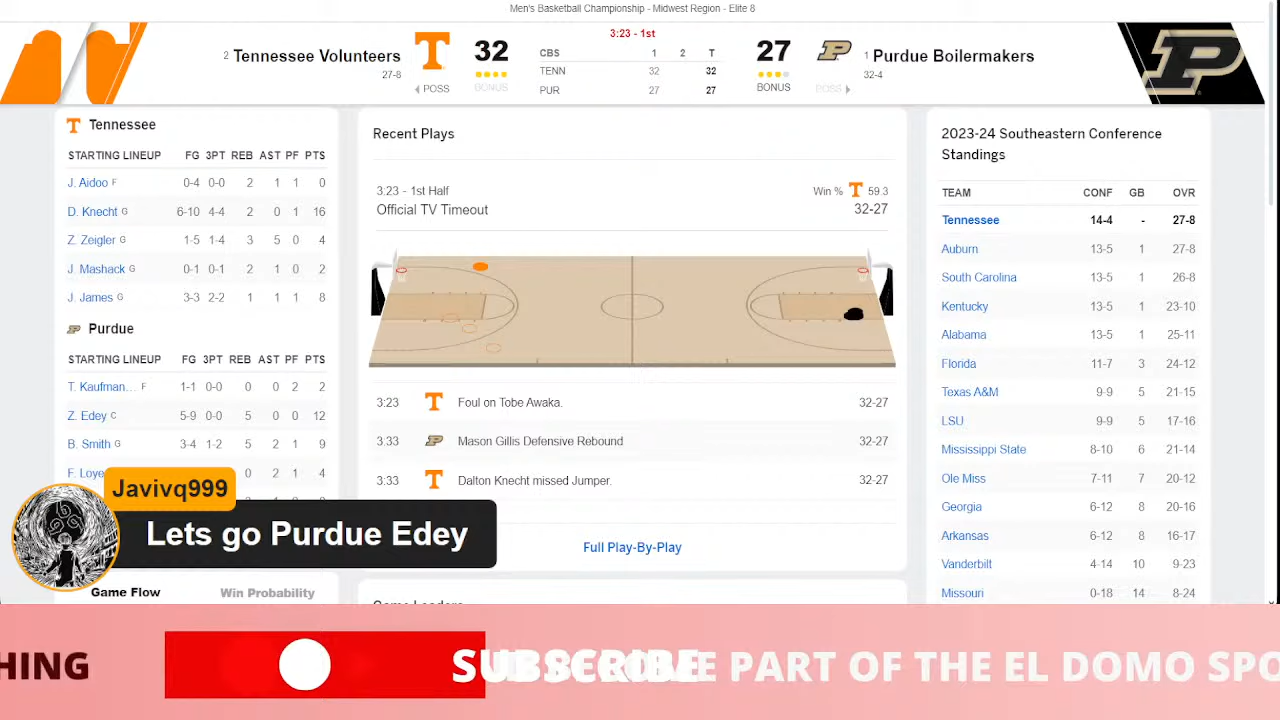 Men's Basketball Championship - Midwest Region - Elite 8
2 Tennessee Volunteers
27-8
T
POSS
32
BONUS
3:23 - 1st
CBS 1 2 T
TENN 32 32
PUR 27 27
27
BONUS
P
POSS
1 Purdue Boilermakers
32-4
P
T Tennessee
STARTING LINEUP FG 3PT REB AST PF PTS
J. Aidoo F 0-4 0-0 2 1 1 0
D. Knecht G 6-10 4-4 2 0 1 16
Z. Zeigler G 1-5 1-4 3 5 0 4
J. Mashack G 0-1 0-1 2 1 0 2
J. James G 3-3 2-2 1 1 1 8
P Purdue
STARTING LINEUP FG 3PT REB AST PF PTS
T. Kaufman... F 1-1 0-0 0 0 2 2
Z. Edey C 5-9 0-0 5 0 0 12
B. Smith G 3-4 1-2 5 2 1 9
F. Loye 0 2 1 4
Javivq999
Lets go Purdue Edey
Game Flow Win Probability
Recent Plays
3:23 - 1st Half Win % T 59.3
Official TV Timeout 32-27
3:23 T Foul on Tobe Awaka. 32-27
3:33 P Mason Gillis Defensive Rebound 32-27
3:33 T Dalton Knecht missed Jumper. 32-27
Full Play-By-Play
Game Leaders
2023-24 Southeastern Conference
Standings
TEAM CONF GB OVR
Tennessee 14-4 - 27-8
Auburn 13-5 1 27-8
South Carolina 13-5 1 26-8
Kentucky 13-5 1 23-10
Alabama 13-5 1 25-11
Florida 11-7 3 24-12
Texas A&M 9-9 5 21-15
LSU 9-9 5 17-16
Mississippi State 8-10 6 21-14
Ole Miss 7-11 7 20-12
Georgia 6-12 8 20-16
Arkansas 6-12 8 16-17
Vanderbilt 4-14 10 9-23
Missouri 0-18 14 8-24
HING
SUBSCRIBE
PART OF THE EL DOMO SPO